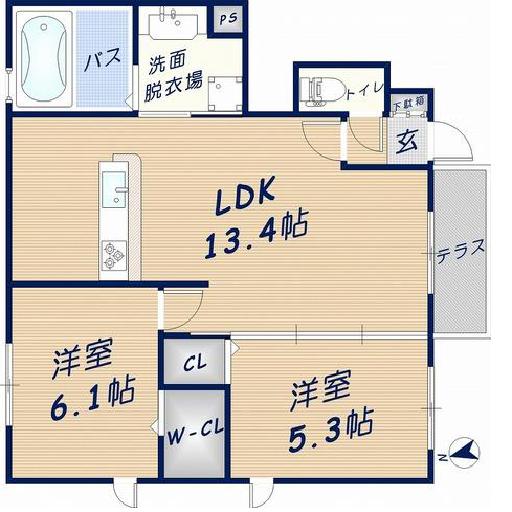 PS
バス
洗面
脱衣場
トイレ
下駄箱
玄
LDK
13.4帖
テラス
洋室
6.1帖
CL
W-CL
洋室
5.3帖
N